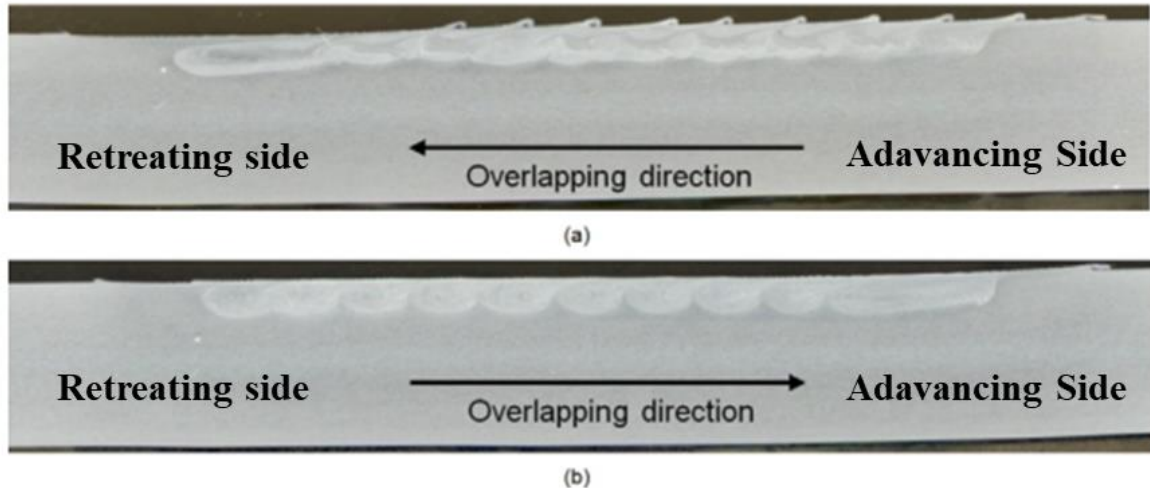 Retreating side
Adavancing Side
Overlapping direction
(a)
Retreating side
Adavancing Side
Overlapping direction
(b)